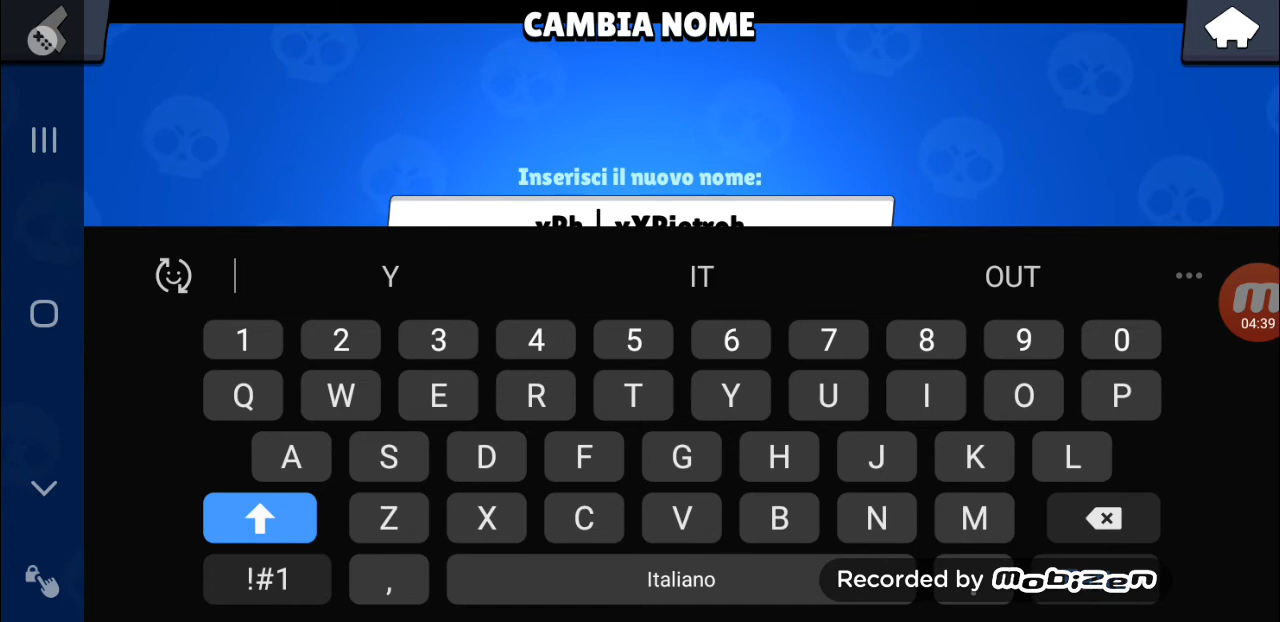 CAMBIA NOME
Inserisci il nuovo nome:
Y IT OUT
04:39
1 2 3 4 5 6 7 8 9 0
Q W E R T Y U I O P
A S D F G H J K L
Z X C V B N M
!#1 , Italiano
Recorded by mobizen